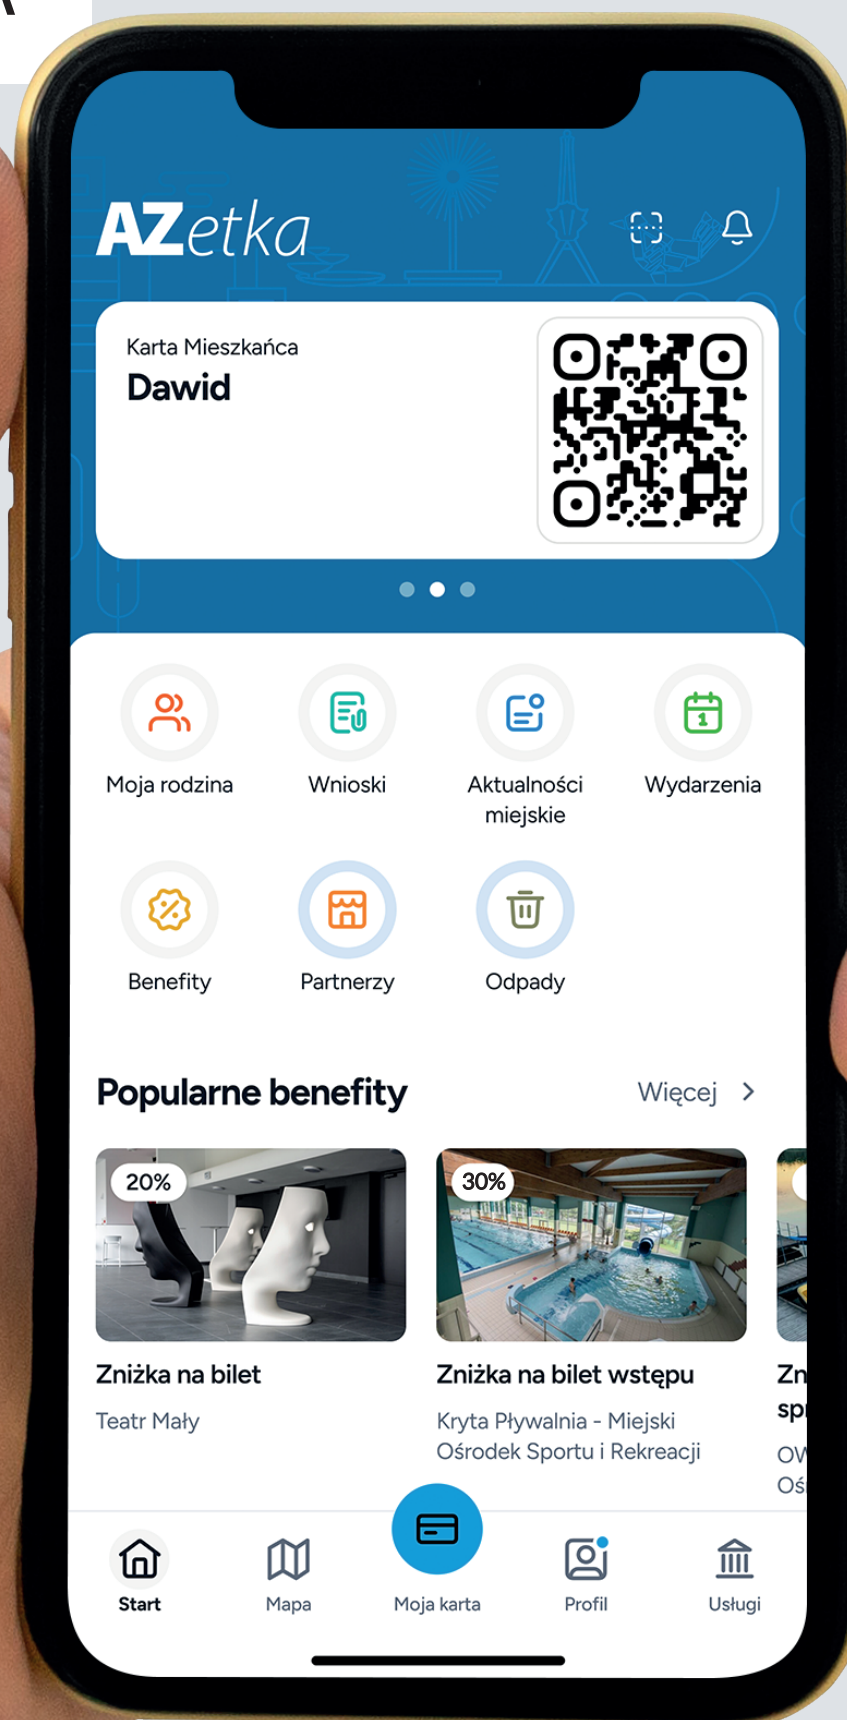 AZetka
Karta Mieszkańca
Dawid
Moja rodzina
Wnioski
Aktualności
miejskie
Wydarzenia
1
Benefity
Partnerzy
Odpady
Popularne benefity
Więcej
20%
30%
Zniżka na bilet
Teatr Mały
Zniżka na bilet wstępu
Kryta Pływalnia - Miejski
Ośrodek Sportu i Rekreacji
Start
Mapa
Moja karta
Profil
Usługi